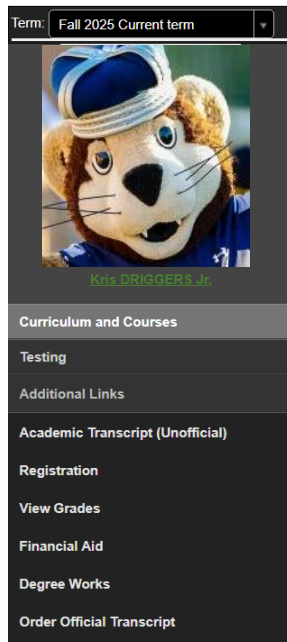 Term: Fall 2025 Current term
Kris DRIGGERS Jr.
Curriculum and Courses
Testing
Additional Links
Academic Transcript (Unofficial)
Registration
View Grades
Financial Aid
Degree Works
Order Official Transcript